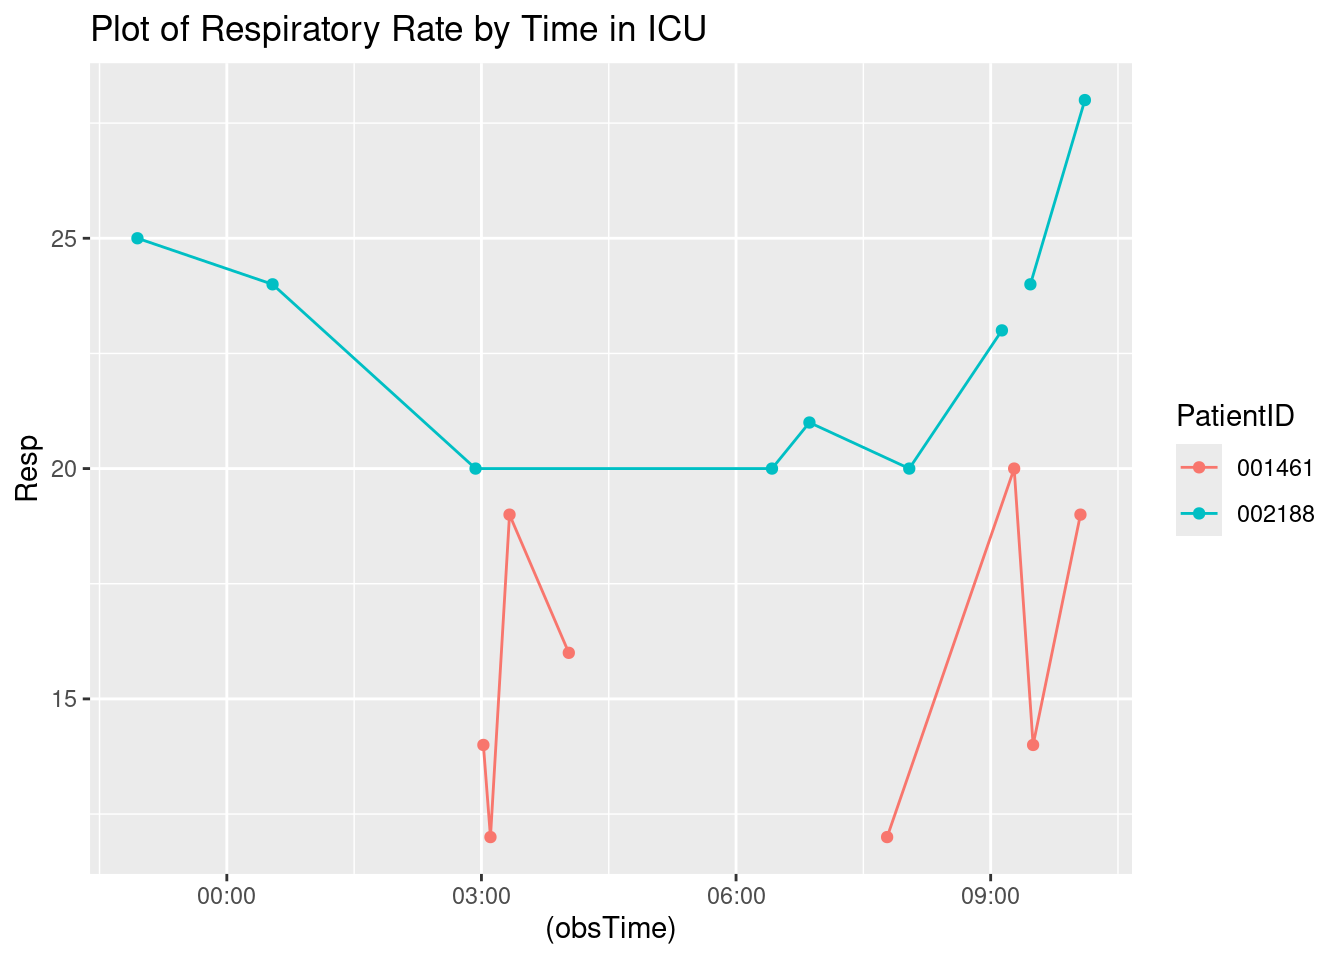 Plot of Respiratory Rate by Time in ICU
Resp
25
20
15
00:00 03:00 06:00 09:00
(obsTime)
PatientID
001461
002188